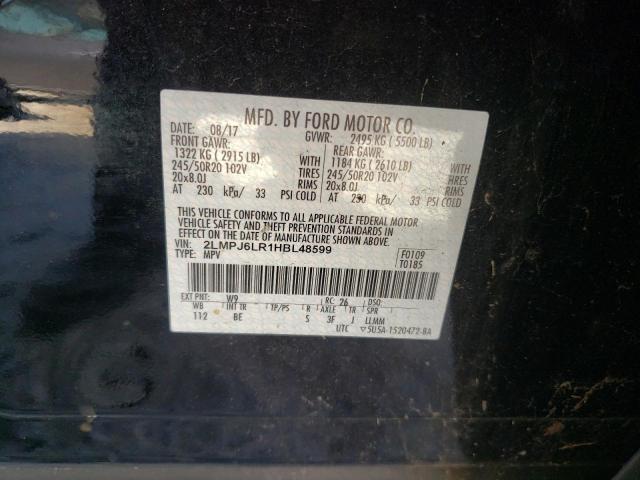 MFD. BY FORD MOTOR CO.
DATE: 08/17 GVWR: 2495 KG ( 5500 LB)
FRONT GAWR: REAR GAWR:
1322 KG ( 2915 LB) 1184 KG ( 2610 LB)
245/50R20 102V TIRES 245/50R20 102V
20x8.0J RIMS 20x8.0J
AT 230 kPa/ 33 PSI COLD AT 230 kPa/ 33 PSI COLD
THIS VEHICLE CONFORMS TO ALL APPLICABLE FEDERAL MOTOR
VEHICLE SAFETY, BUMPER, AND THEFT PREVENTION STANDARDS IN
EFFECT ON THE DATE OF MANUFACTURE SHOWN ABOVE.
VIN: 2LMPJ6LR1HBL48599 F0109
TYPE: MPV T0185
EXT PNT: W9 RC: 26 DSO:
WB INT TR TP/PS R AXLE TR SPR
112 BE S 3F J LLMM
UTC ▽5U5A-1520472-BA